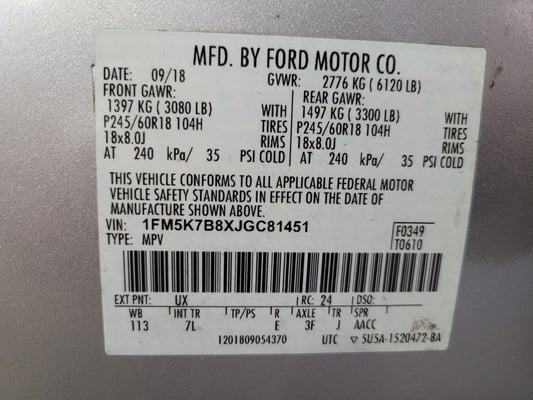 MFD. BY FORD MOTOR CO.
DATE: 09/18 GVWR: 2776 KG ( 6120 LB)
FRONT GAWR: REAR GAWR:
1397 KG ( 3080 LB) WITH 1497 KG ( 3300 LB) WITH
P245/60R18 104H TIRES P245/60R18 104H TIRES
18x8.0J RIMS 18x8.0J RIMS
AT 240 kPa/ 35 PSI COLD AT 240 kPa/ 35 PSI COLD
THIS VEHICLE CONFORMS TO ALL APPLICABLE FEDERAL MOTOR
VEHICLE SAFETY STANDARDS IN EFFECT ON THE DATE OF
MANUFACTURE SHOWN ABOVE.
VIN: 1FM5K7B8XJGC81451 F0349
TYPE: MPV T0610
EXT PNT: UX RC: 24 DSO:
WB INT TR TP/PS R AXLE TR SPR
113 7L E 3F J AACC
1201809054370 UTC ▽ 5U5A-1520472-BA